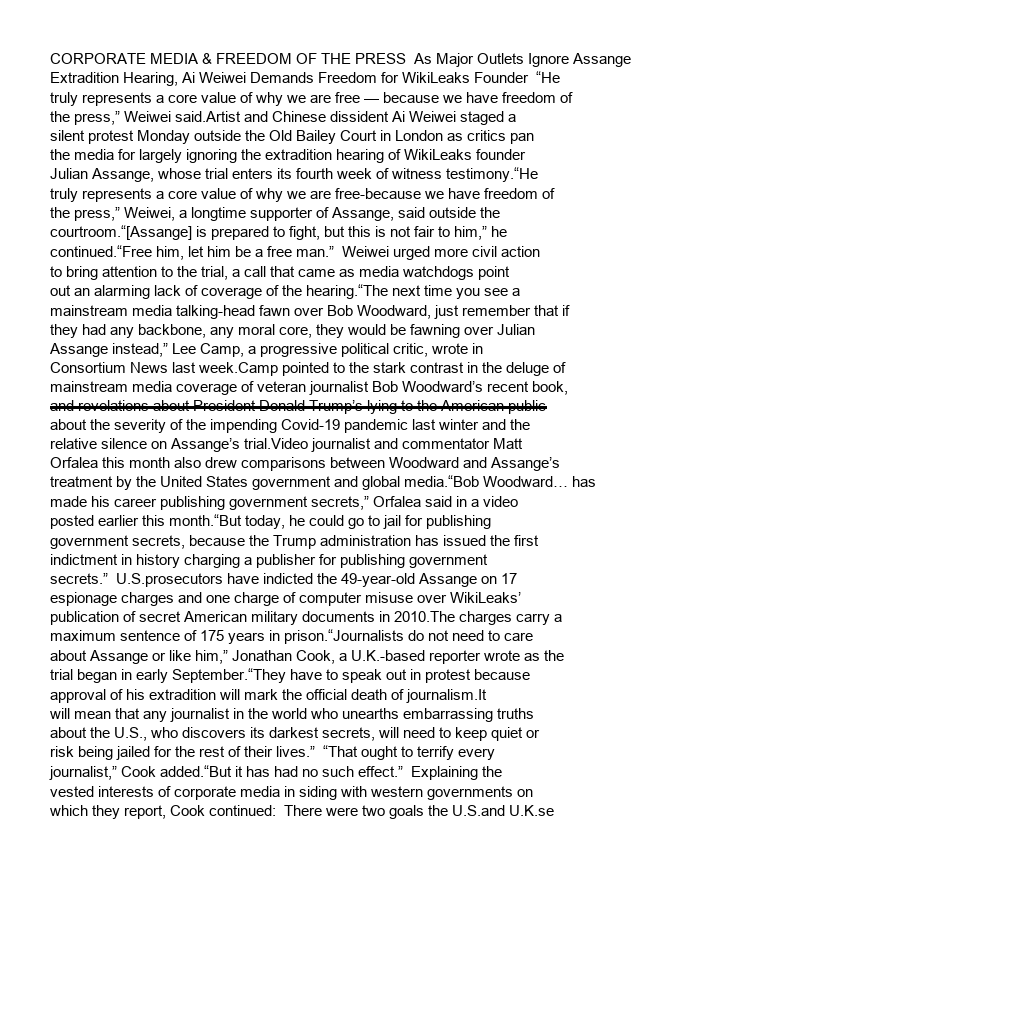 CORPORATE MEDIA & FREEDOM OF THE PRESS  As Major Outlets Ignore Assange
Extradition Hearing, Ai Weiwei Demands Freedom for WikiLeaks Founder  “He
truly represents a core value of why we are free — because we have freedom of
the press,” Weiwei said.Artist and Chinese dissident Ai Weiwei staged a
silent protest Monday outside the Old Bailey Court in London as critics pan
the media for largely ignoring the extradition hearing of WikiLeaks founder
Julian Assange, whose trial enters its fourth week of witness testimony.“He
truly represents a core value of why we are free-because we have freedom of
the press,” Weiwei, a longtime supporter of Assange, said outside the
courtroom.“[Assange] is prepared to fight, but this is not fair to him,” he
continued.“Free him, let him be a free man.”  Weiwei urged more civil action
to bring attention to the trial, a call that came as media watchdogs point
out an alarming lack of coverage of the hearing.“The next time you see a
mainstream media talking-head fawn over Bob Woodward, just remember that if
they had any backbone, any moral core, they would be fawning over Julian
Assange instead,” Lee Camp, a progressive political critic, wrote in
Consortium News last week.Camp pointed to the stark contrast in the deluge of
mainstream media coverage of veteran journalist Bob Woodward’s recent book,
and revelations about President Donald Trump’s lying to the American public
about the severity of the impending Covid-19 pandemic last winter and the
relative silence on Assange’s trial.Video journalist and commentator Matt
Orfalea this month also drew comparisons between Woodward and Assange’s
treatment by the United States government and global media.“Bob Woodward… has
made his career publishing government secrets,” Orfalea said in a video
posted earlier this month.“But today, he could go to jail for publishing
government secrets, because the Trump administration has issued the first
indictment in history charging a publisher for publishing government
secrets.”  U.S.prosecutors have indicted the 49-year-old Assange on 17
espionage charges and one charge of computer misuse over WikiLeaks’
publication of secret American military documents in 2010.The charges carry a
maximum sentence of 175 years in prison.“Journalists do not need to care
about Assange or like him,” Jonathan Cook, a U.K.-based reporter wrote as the
trial began in early September.“They have to speak out in protest because
approval of his extradition will mark the official death of journalism.It
will mean that any journalist in the world who unearths embarrassing truths
about the U.S., who discovers its darkest secrets, will need to keep quiet or
risk being jailed for the rest of their lives.”  “That ought to terrify every
journalist,” Cook added.“But it has had no such effect.”  Explaining the
vested interests of corporate media in siding with western governments on
which they report, Cook continued:  There were two goals the U.S.and U.K.se